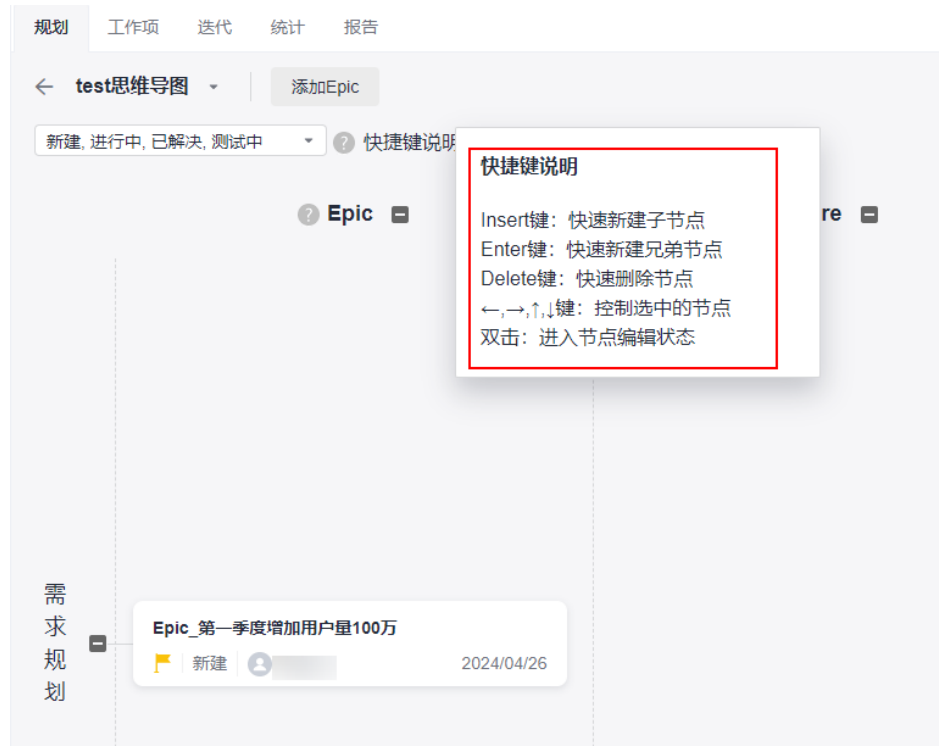 规划 工作项 迭代 统计 报告
test思维导图 添加Epic
新建, 进行中, 已解决, 测试中 ? 快捷键说明
快捷键说明
Insert键：快速新建子节点
Enter键：快速新建兄弟节点
Delete键：快速删除节点
←,→,↑,↓键：控制选中的节点
双击：进入节点编辑状态
? Epic re
需求规划
Epic_第一季度增加用户量100万
新建 2024/04/26